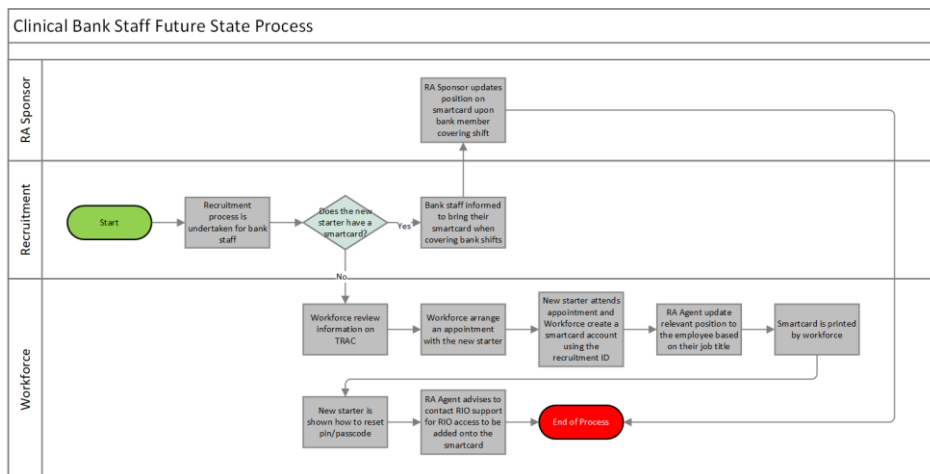 Clinical Bank Staff Future State Process
RA Sponsor
RA Sponsor updates
position on
smartcard upon
bank member
covering shift
Recruitment
Start
Recruitment
process is
undertaken for bank
staff
Does the new
starter have a
smartcard?
Yes
Bank staff informed
to bring their
smartcard when
covering bank shifts
No
Workforce
Workforce review
information on
TRAC
Workforce arrange
an appointment
with the new starter
New starter attends
appointment and
Workforce create a
smartcard account
using the
recruitment ID
RA Agent update
relevant position to
the employee based
on their job title
Smartcard is printed
by workforce
New starter is
shown how to reset
pin/passcode
RA Agent advises to
contact RIO support
for RIO access to be
added onto the
smartcard
End of Process